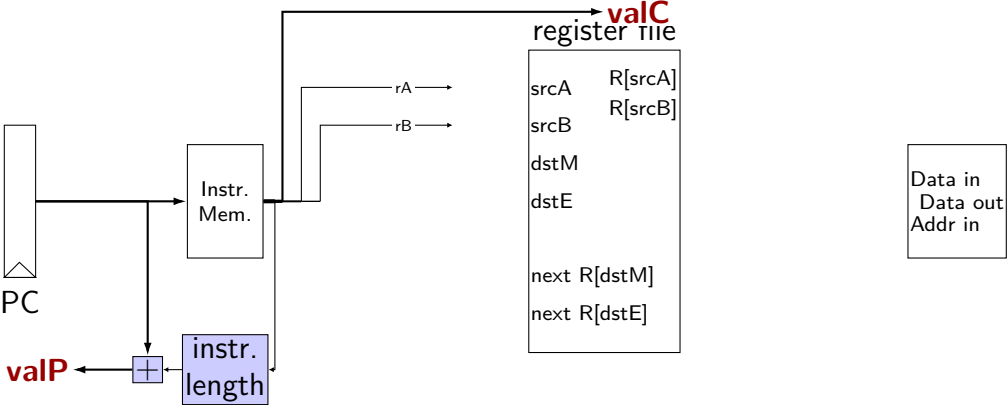 valC
register file
rA
srcA
R[srcA]
R[srcB]
rB
srcB
dstM
dstE
next R[dstM]
next R[dstE]
Instr.
Mem.
Data in
Data out
Addr in
PC
instr.
length
+
valP